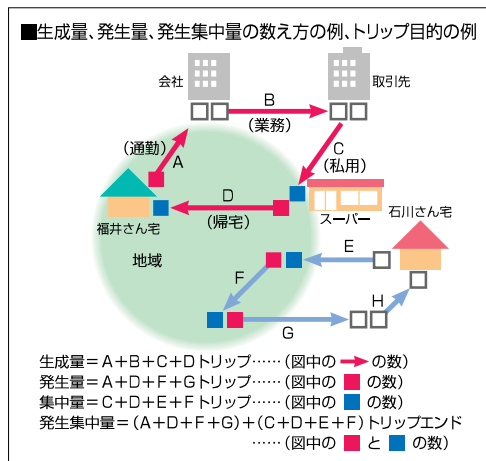 ■生成量、発生量、発生集中量の数え方の例、トリップ目的の例
会社
取引先
B
(業務)
(通勤)
A
C
(私用)
D
(帰宅)
スーパー
石川さん宅
福井さん宅
地域
E
F
H
G
生成量=A+B+C+Dトリップ……(図中の→の数)
発生量=A+D+F+Gトリップ……(図中の■の数)
集中量=C+D+E+Fトリップ……(図中の■の数)
発生集中量=(A+D+F+G)+(C+D+E+F)トリップエンド
……(図中の■と■の数)